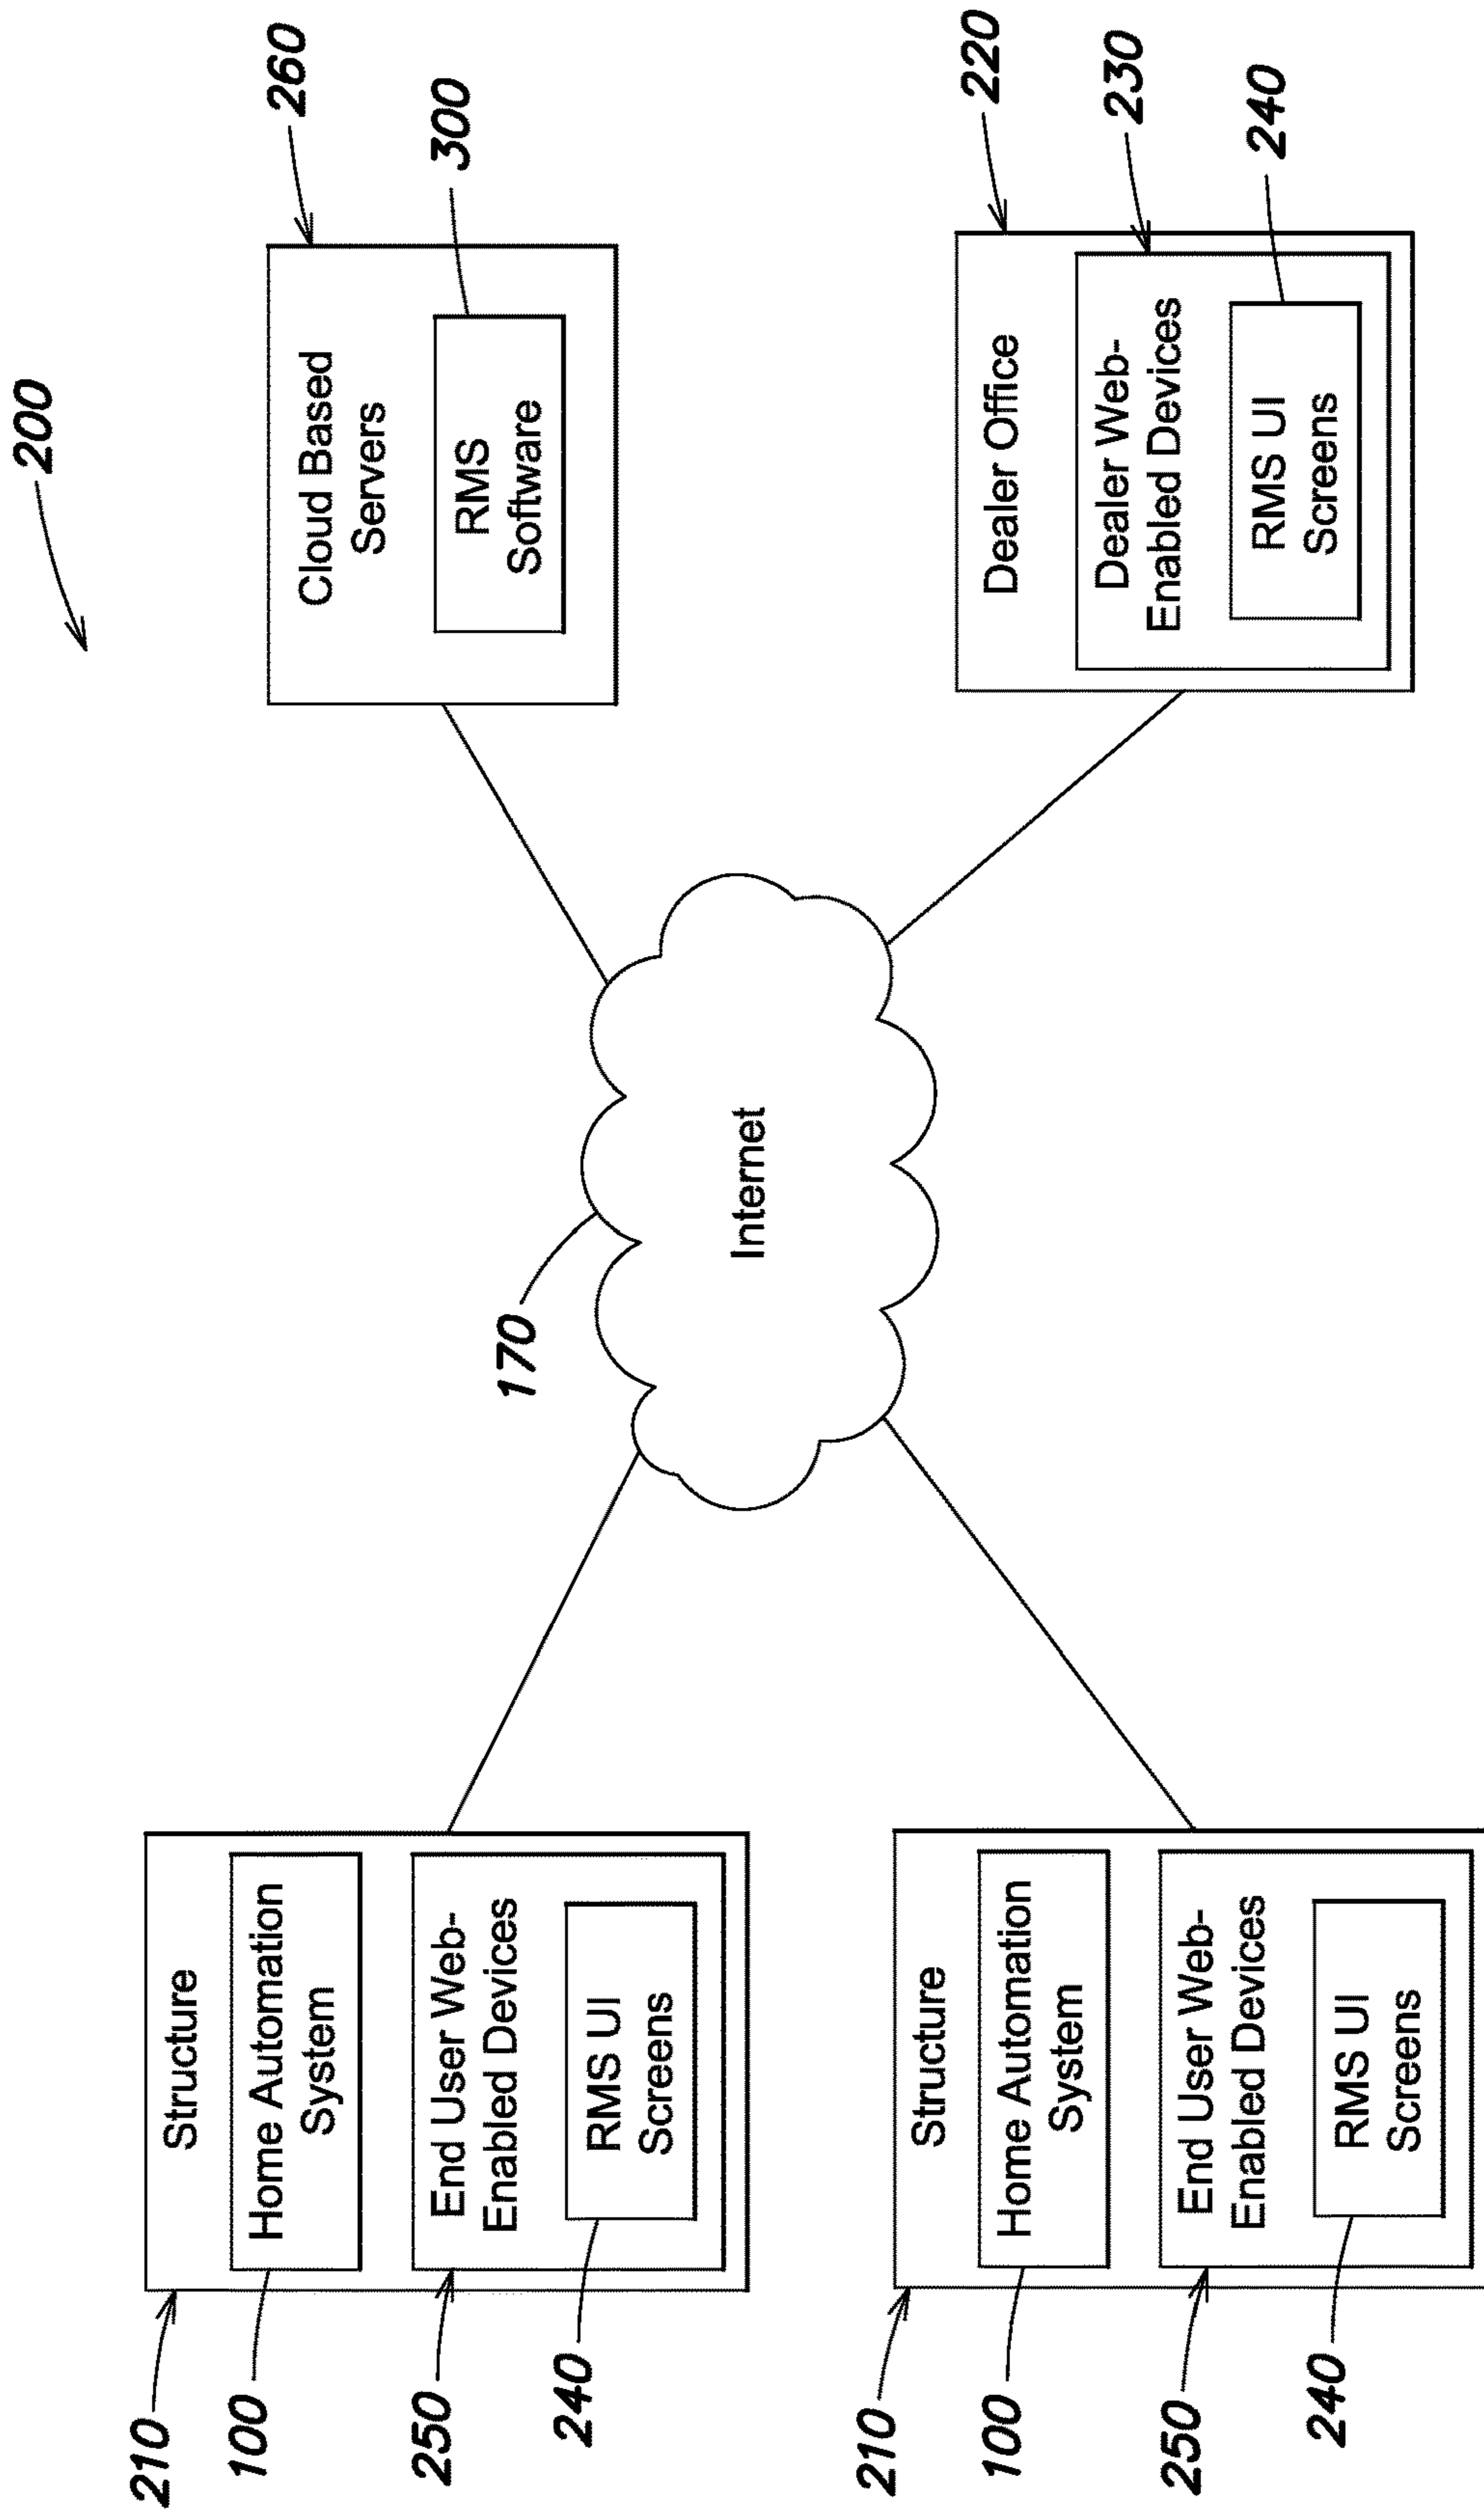 200
210
100
250
240
Structure
Home Automation
System
End User Web-
Enabled Devices
RMS UI
Screens
210
100
250
240
Structure
Home Automation
System
End User Web-
Enabled Devices
RMS UI
Screens
170
Internet
260
300
Cloud Based
Servers
RMS
Software
220
230
240
Dealer Office
Dealer Web-
Enabled Devices
RMS UI
Screens